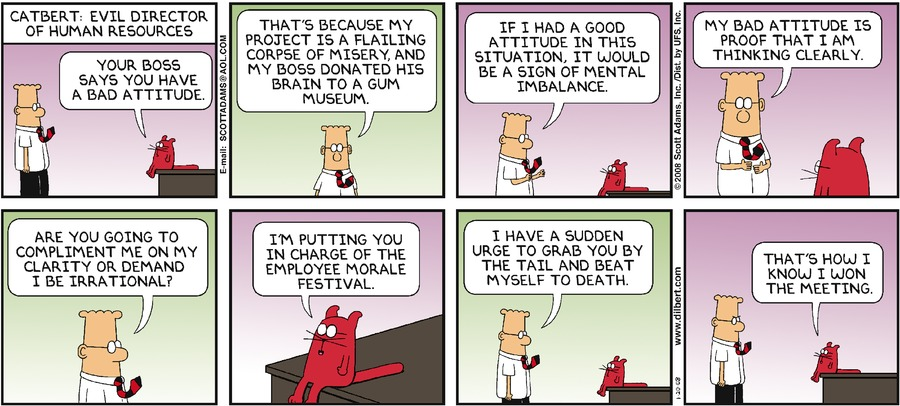 CATBERT: EVIL DIRECTOR
OF HUMAN RESOURCES
YOUR BOSS
SAYS YOU HAVE
A BAD ATTITUDE.
E-mail: SCOTTADAMS@AOL.COM
THAT'S BECAUSE MY
PROJECT IS A FLAILING
CORPSE OF MISERY, AND
MY BOSS DONATED HIS
BRAIN TO A GUM
MUSEUM.
IF I HAD A GOOD
ATTITUDE IN THIS
SITUATION, IT WOULD
BE A SIGN OF MENTAL
IMBALANCE.
© 2008 Scott Adams, Inc./Dist. by UFS, Inc.
MY BAD ATTITUDE IS
PROOF THAT I AM
THINKING CLEARLY.
ARE YOU GOING TO
COMPLIMENT ME ON MY
CLARITY OR DEMAND
I BE IRRATIONAL?
I'M PUTTING YOU
IN CHARGE OF THE
EMPLOYEE MORALE
FESTIVAL.
I HAVE A SUDDEN
URGE TO GRAB YOU BY
THE TAIL AND BEAT
MYSELF TO DEATH.
www.dilbert.com
1-20-08
THAT'S HOW I
KNOW I WON
THE MEETING.